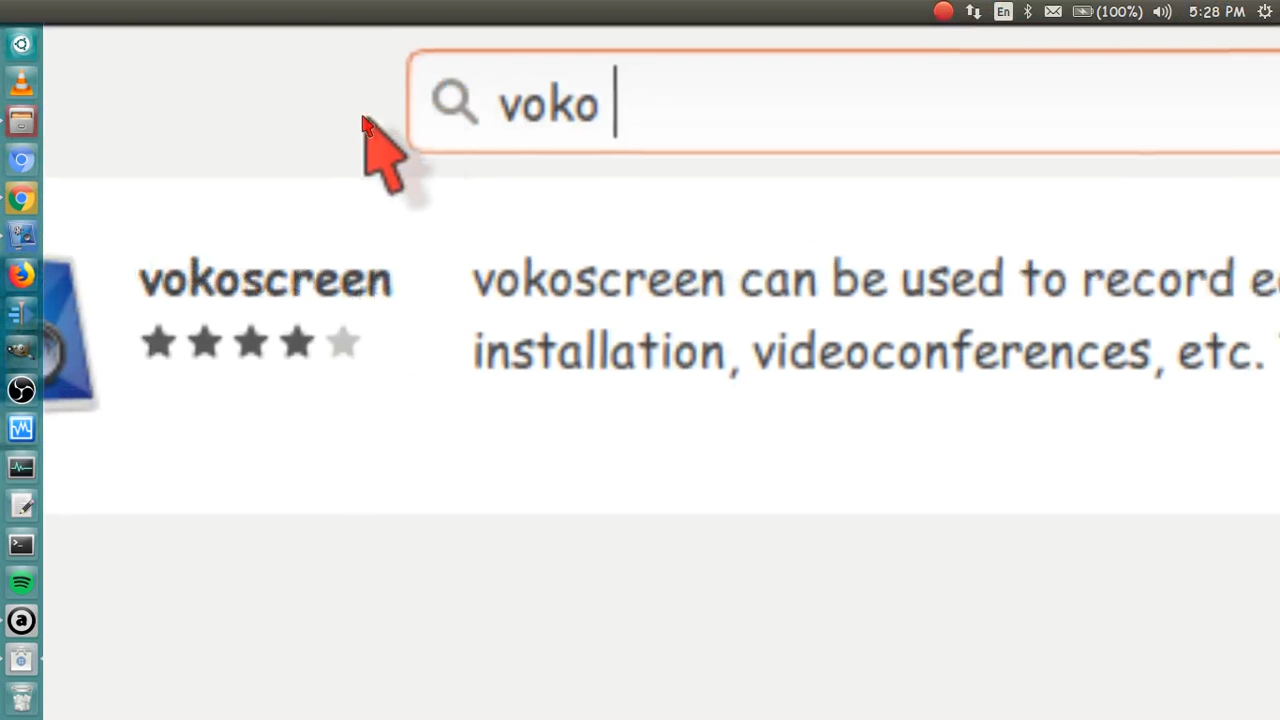 En (100%) 5:28 PM
voko
vokoscreen vokoscreen can be used to record
installation, videoconferences, etc.